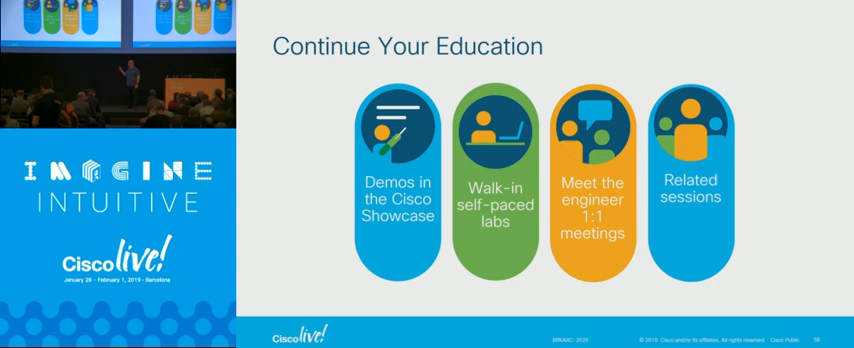 Continue Your Education
Demos in
the Cisco
Showcase
Walk-in
self-paced
labs
Meet the
engineer
1:1
meetings
Related
sessions
IMAGINE
INTUITIVE
Cisco live!
January 28 - February 1, 2019 · Barcelona
Cisco live!
© 2019 Cisco and/or its affiliates. All rights reserved. Cisco Public
58